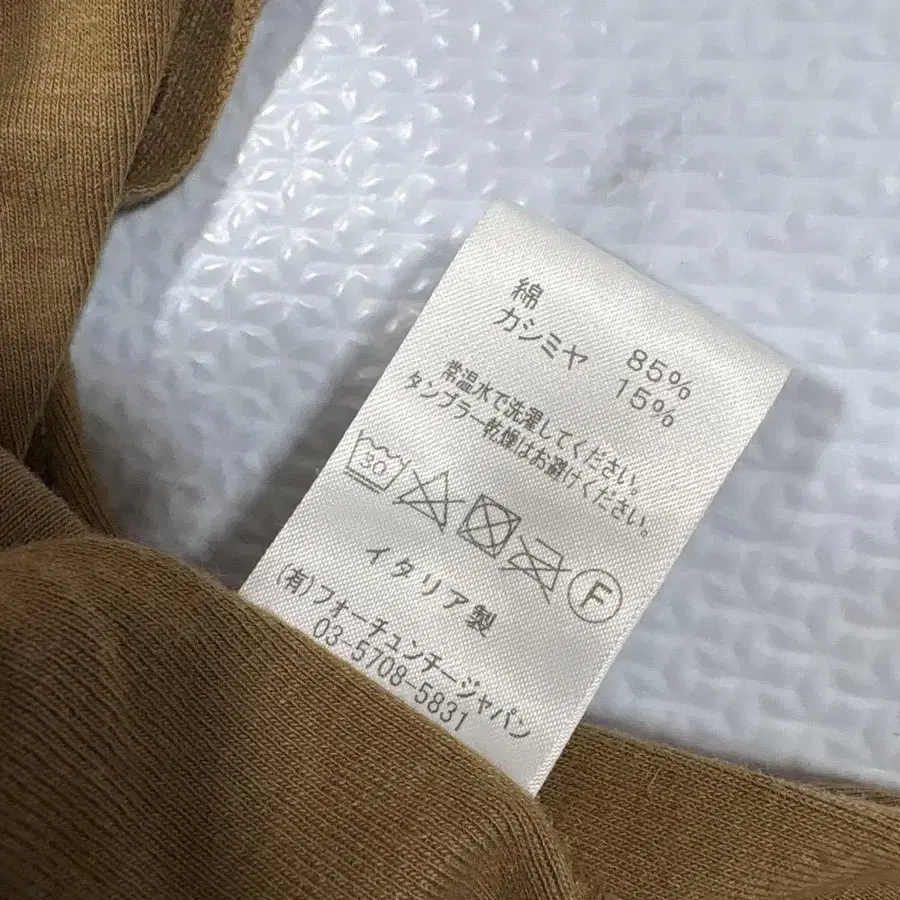 綿 85%
カシミヤ 15%
常温水で洗濯してください。
タンブラー乾燥はお避けください。
30 F
イタリア製
(有)フォーチュンチージャパン
03-5708-5831